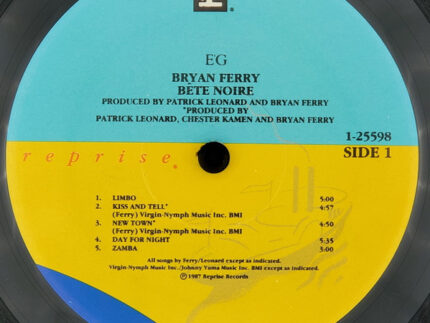 r®
EG
BRYAN FERRY
BÊTE NOIRE
PRODUCED BY PATRICK LEONARD AND BRYAN FERRY
*PRODUCED BY
PATRICK LEONARD, CHESTER KAMEN AND BRYAN FERRY
1-25598
SIDE 1
reprise®
1. LIMBO 5:00
2. KISS AND TELL* 4:57
(Ferry) Virgin-Nymph Music Inc. BMI
3. NEW TOWN* 4:50
(Ferry) Virgin-Nymph Music Inc. BMI
4. DAY FOR NIGHT 5:35
5. ZAMBA 3:00
All songs by Ferry/Leonard except as indicated.
Virgin-Nymph Music Inc./Johnny Yuma Music Inc. BMI except as indicated.
℗ 1987 Reprise Records